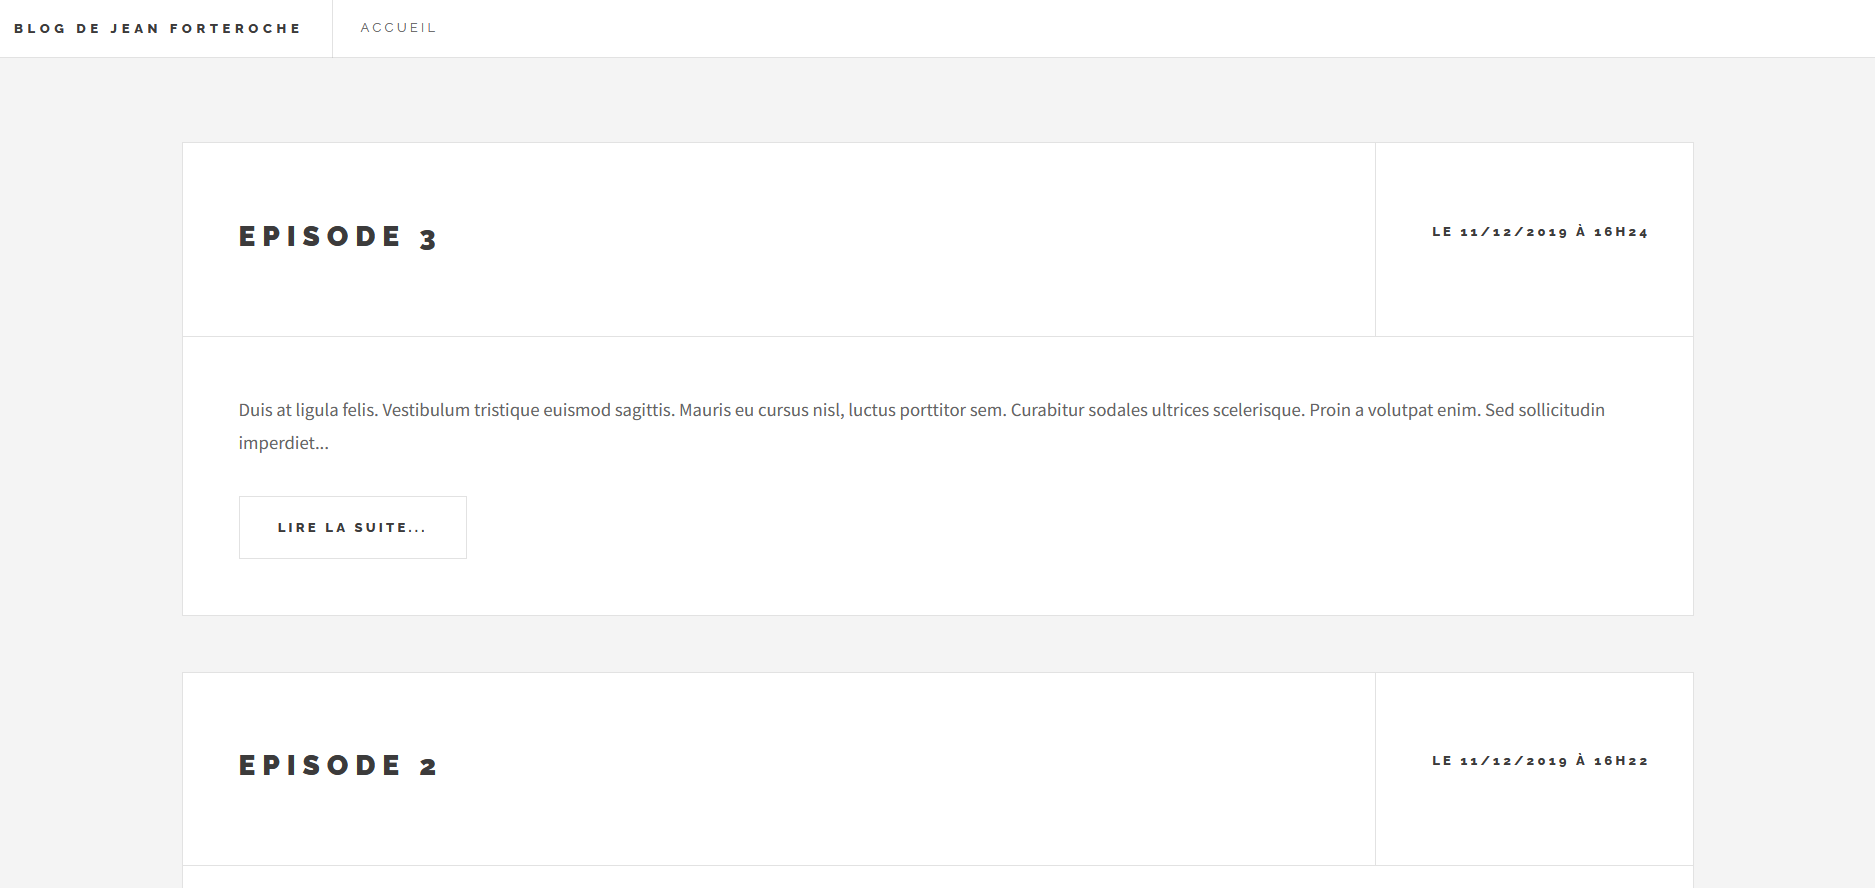 BLOG DE JEAN FORTEROCHE
ACCUEIL
EPISODE 3
LE 11/12/2019 À 16H24
Duis at ligula felis. Vestibulum tristique euismod sagittis. Mauris eu cursus nisl, luctus porttitor sem. Curabitur sodales ultrices scelerisque. Proin a volutpat enim. Sed sollicitudin
imperdiet...
LIRE LA SUITE...
EPISODE 2
LE 11/12/2019 À 16H22